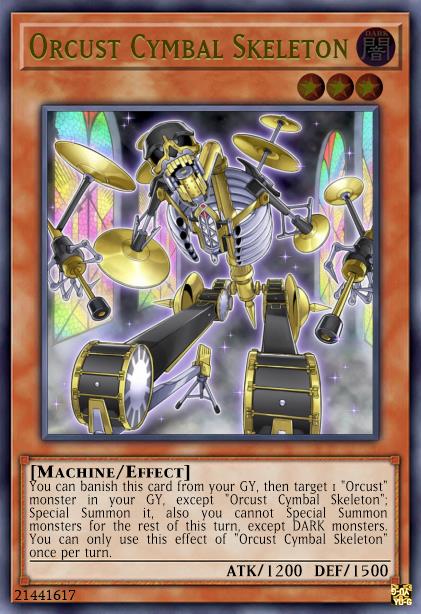 ORCUST CYMBAL SKELETON
DARK
闇
[MACHINE/EFFECT]
You can banish this card from your GY, then target 1 "Orcust"
monster in your GY, except "Orcust Cymbal Skeleton";
Special Summon it, also you cannot Special Summon
monsters for the rest of this turn, except DARK monsters.
You can only use this effect of "Orcust Cymbal Skeleton"
once per turn.
ATK/1200 DEF/1500
21441617